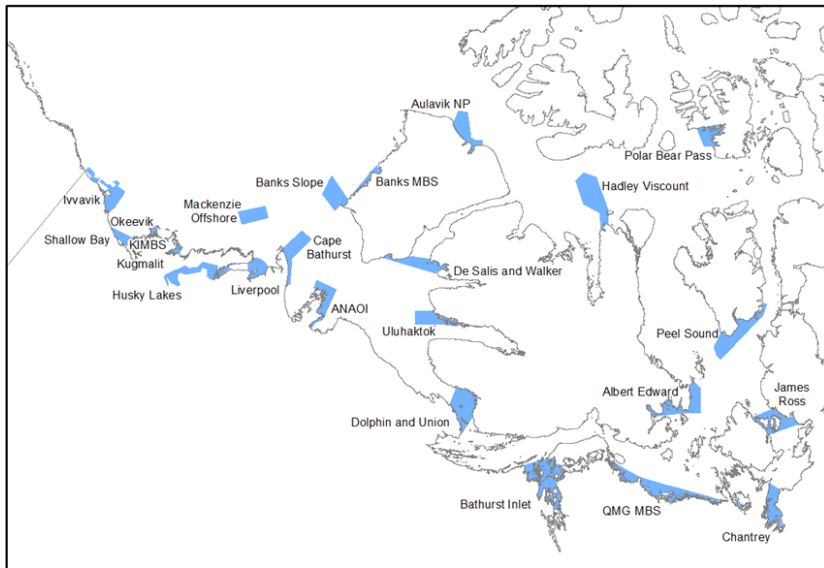 Aulavik NP
Polar Bear Pass
Banks Slope
Banks MBS
Hadley Viscount
Ivvavik
Mackenzie
Offshore
Okeevik
Shallow Bay
KIMBS
Kugmalit
Cape
Bathurst
Husky Lakes
Liverpool
De Salis and Walker
ANAOI
Uluhaktok
Peel Sound
Albert Edward
James
Ross
Dolphin and Union
Bathurst Inlet
QMG MBS
Chantrey